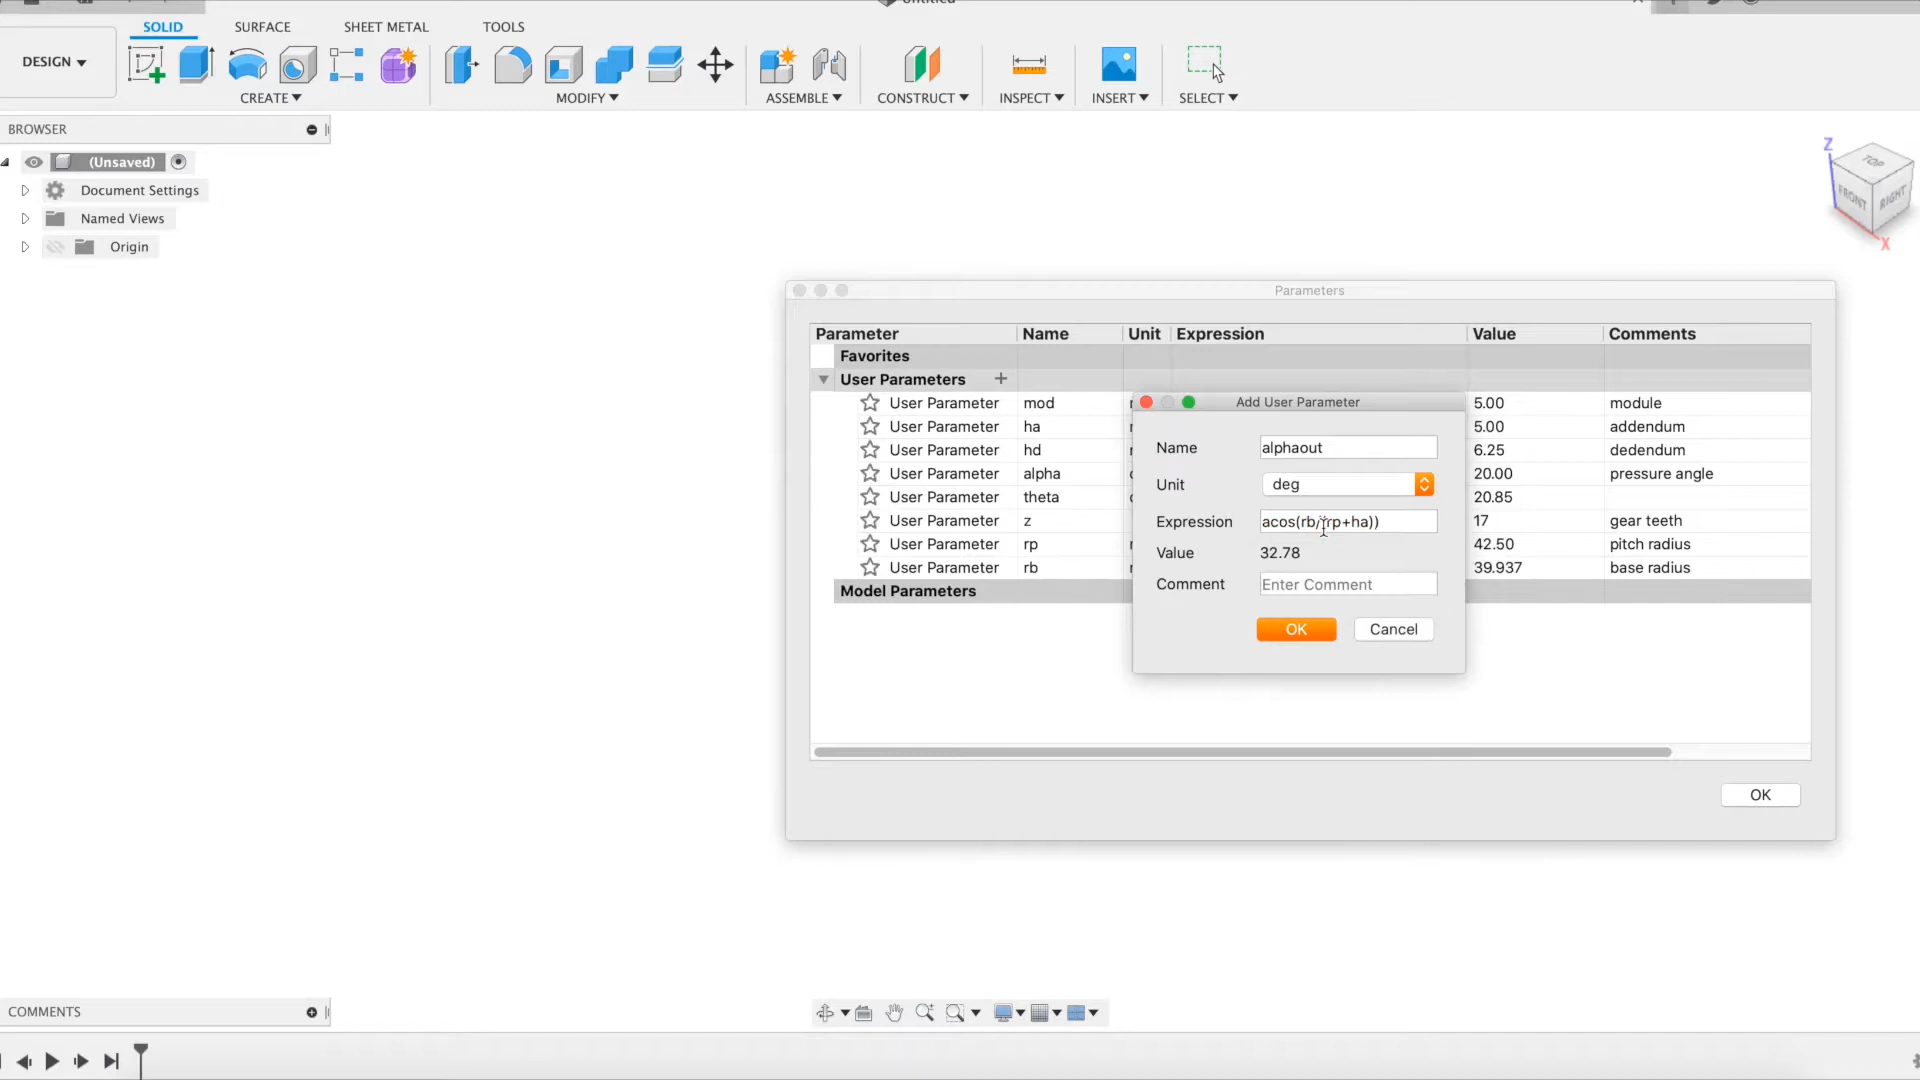 Untitled
SOLID
SURFACE
SHEET METAL
TOOLS
DESIGN
CREATE
MODIFY
ASSEMBLE
CONSTRUCT
INSPECT
INSERT
SELECT
BROWSER
(Unsaved)
Document Settings
Named Views
Origin
Z
TOP
FRONT
RIGHT
X
Parameters
Parameter Name Unit Expression Value Comments
Favorites
User Parameters +
User Parameter mod 5.00 module
User Parameter ha 5.00 addendum
User Parameter hd 6.25 dedendum
User Parameter alpha 20.00 pressure angle
User Parameter theta 20.85
User Parameter z 17 gear teeth
User Parameter rp 42.50 pitch radius
User Parameter rb 39.937 base radius
Model Parameters
Add User Parameter
Name alphaout
Unit deg
Expression acos(rb/(rp+ha))
Value 32.78
Comment Enter Comment
OK Cancel
OK
COMMENTS